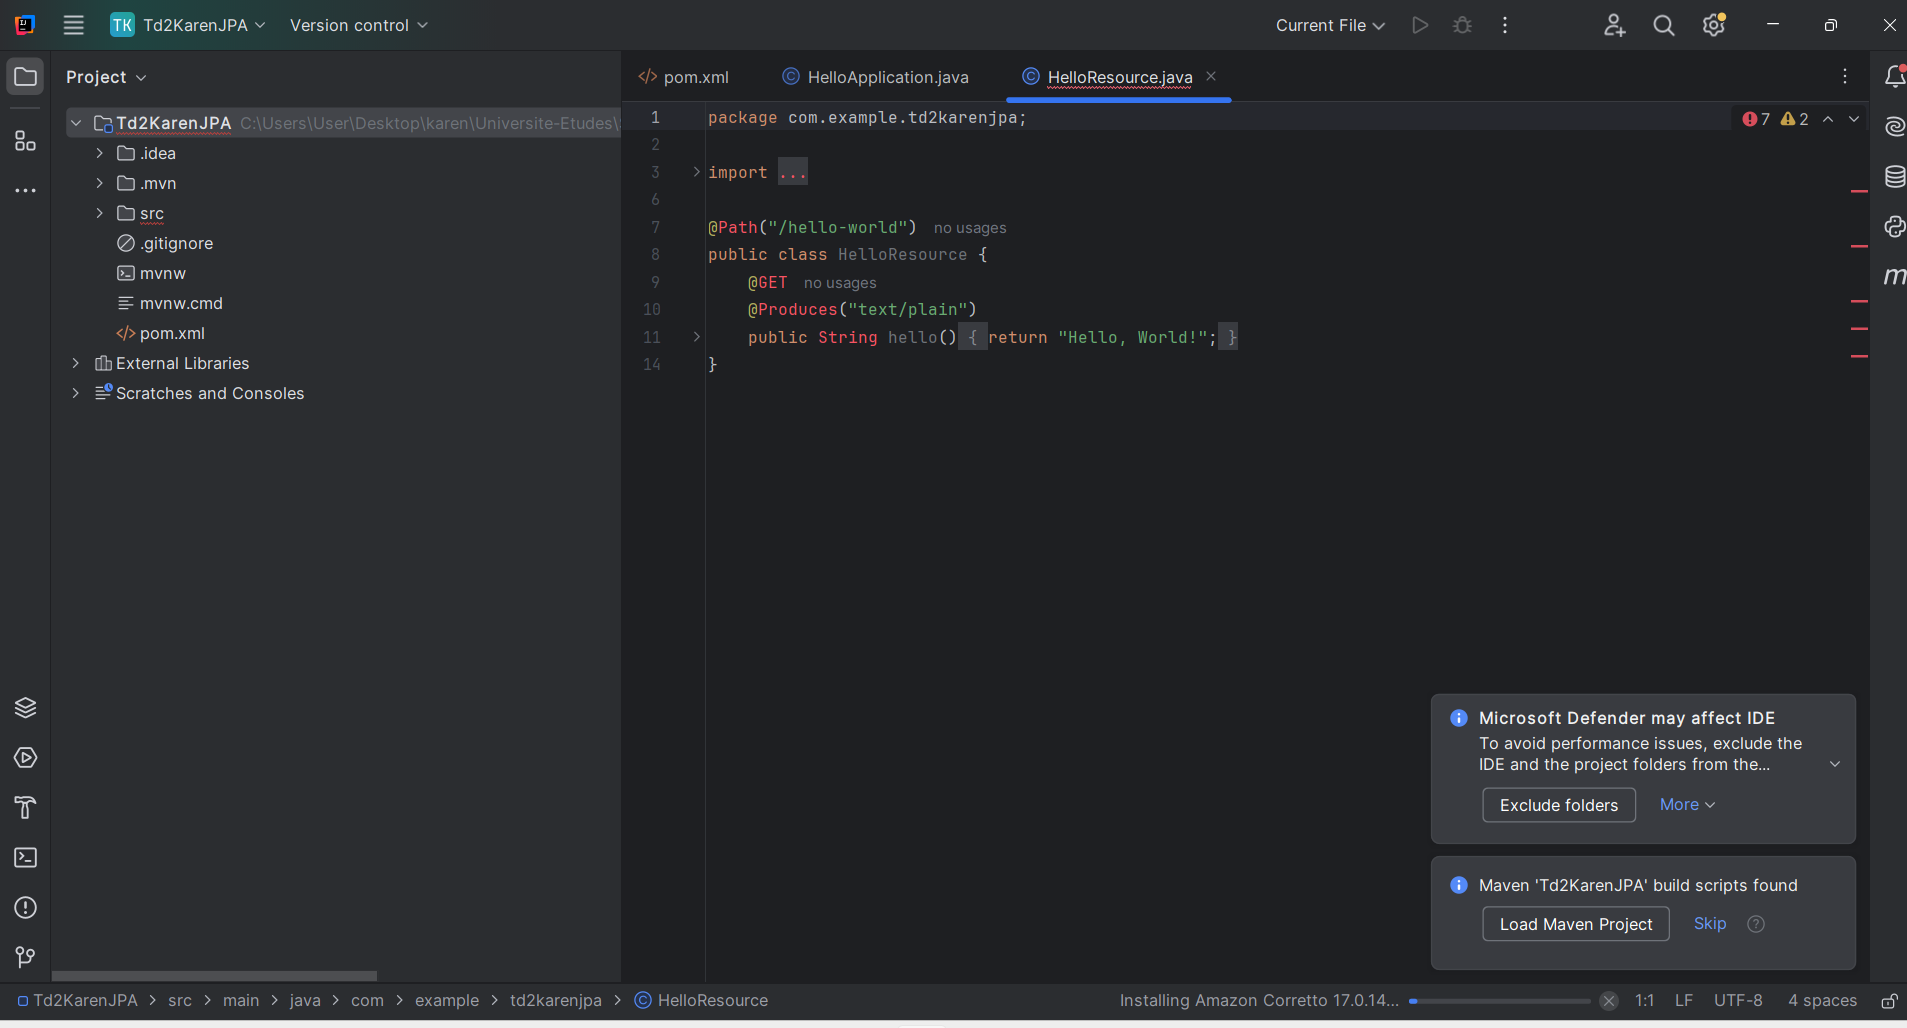 TK Td2KarenJPA Version control Current File
Project
pom.xml HelloApplication.java HelloResource.java
Td2KarenJPA C:\Users\User\Desktop\karen\Universite-Etudes\
.idea
.mvn
src
.gitignore
mvnw
mvnw.cmd
pom.xml
External Libraries
Scratches and Consoles
7 2
1 package com.example.td2karenjpa;
2
3 import ...
6
7 @Path("/hello-world") no usages
8 public class HelloResource {
9 @GET no usages
10 @Produces("text/plain")
11 public String hello() { return "Hello, World!"; }
14 }
m
Microsoft Defender may affect IDE
To avoid performance issues, exclude the
IDE and the project folders from the...
Exclude folders More
Maven 'Td2KarenJPA' build scripts found
Load Maven Project Skip ?
Td2KarenJPA > src > main > java > com > example > td2karenjpa > HelloResource Installing Amazon Corretto 17.0.14... 1:1 LF UTF-8 4 spaces